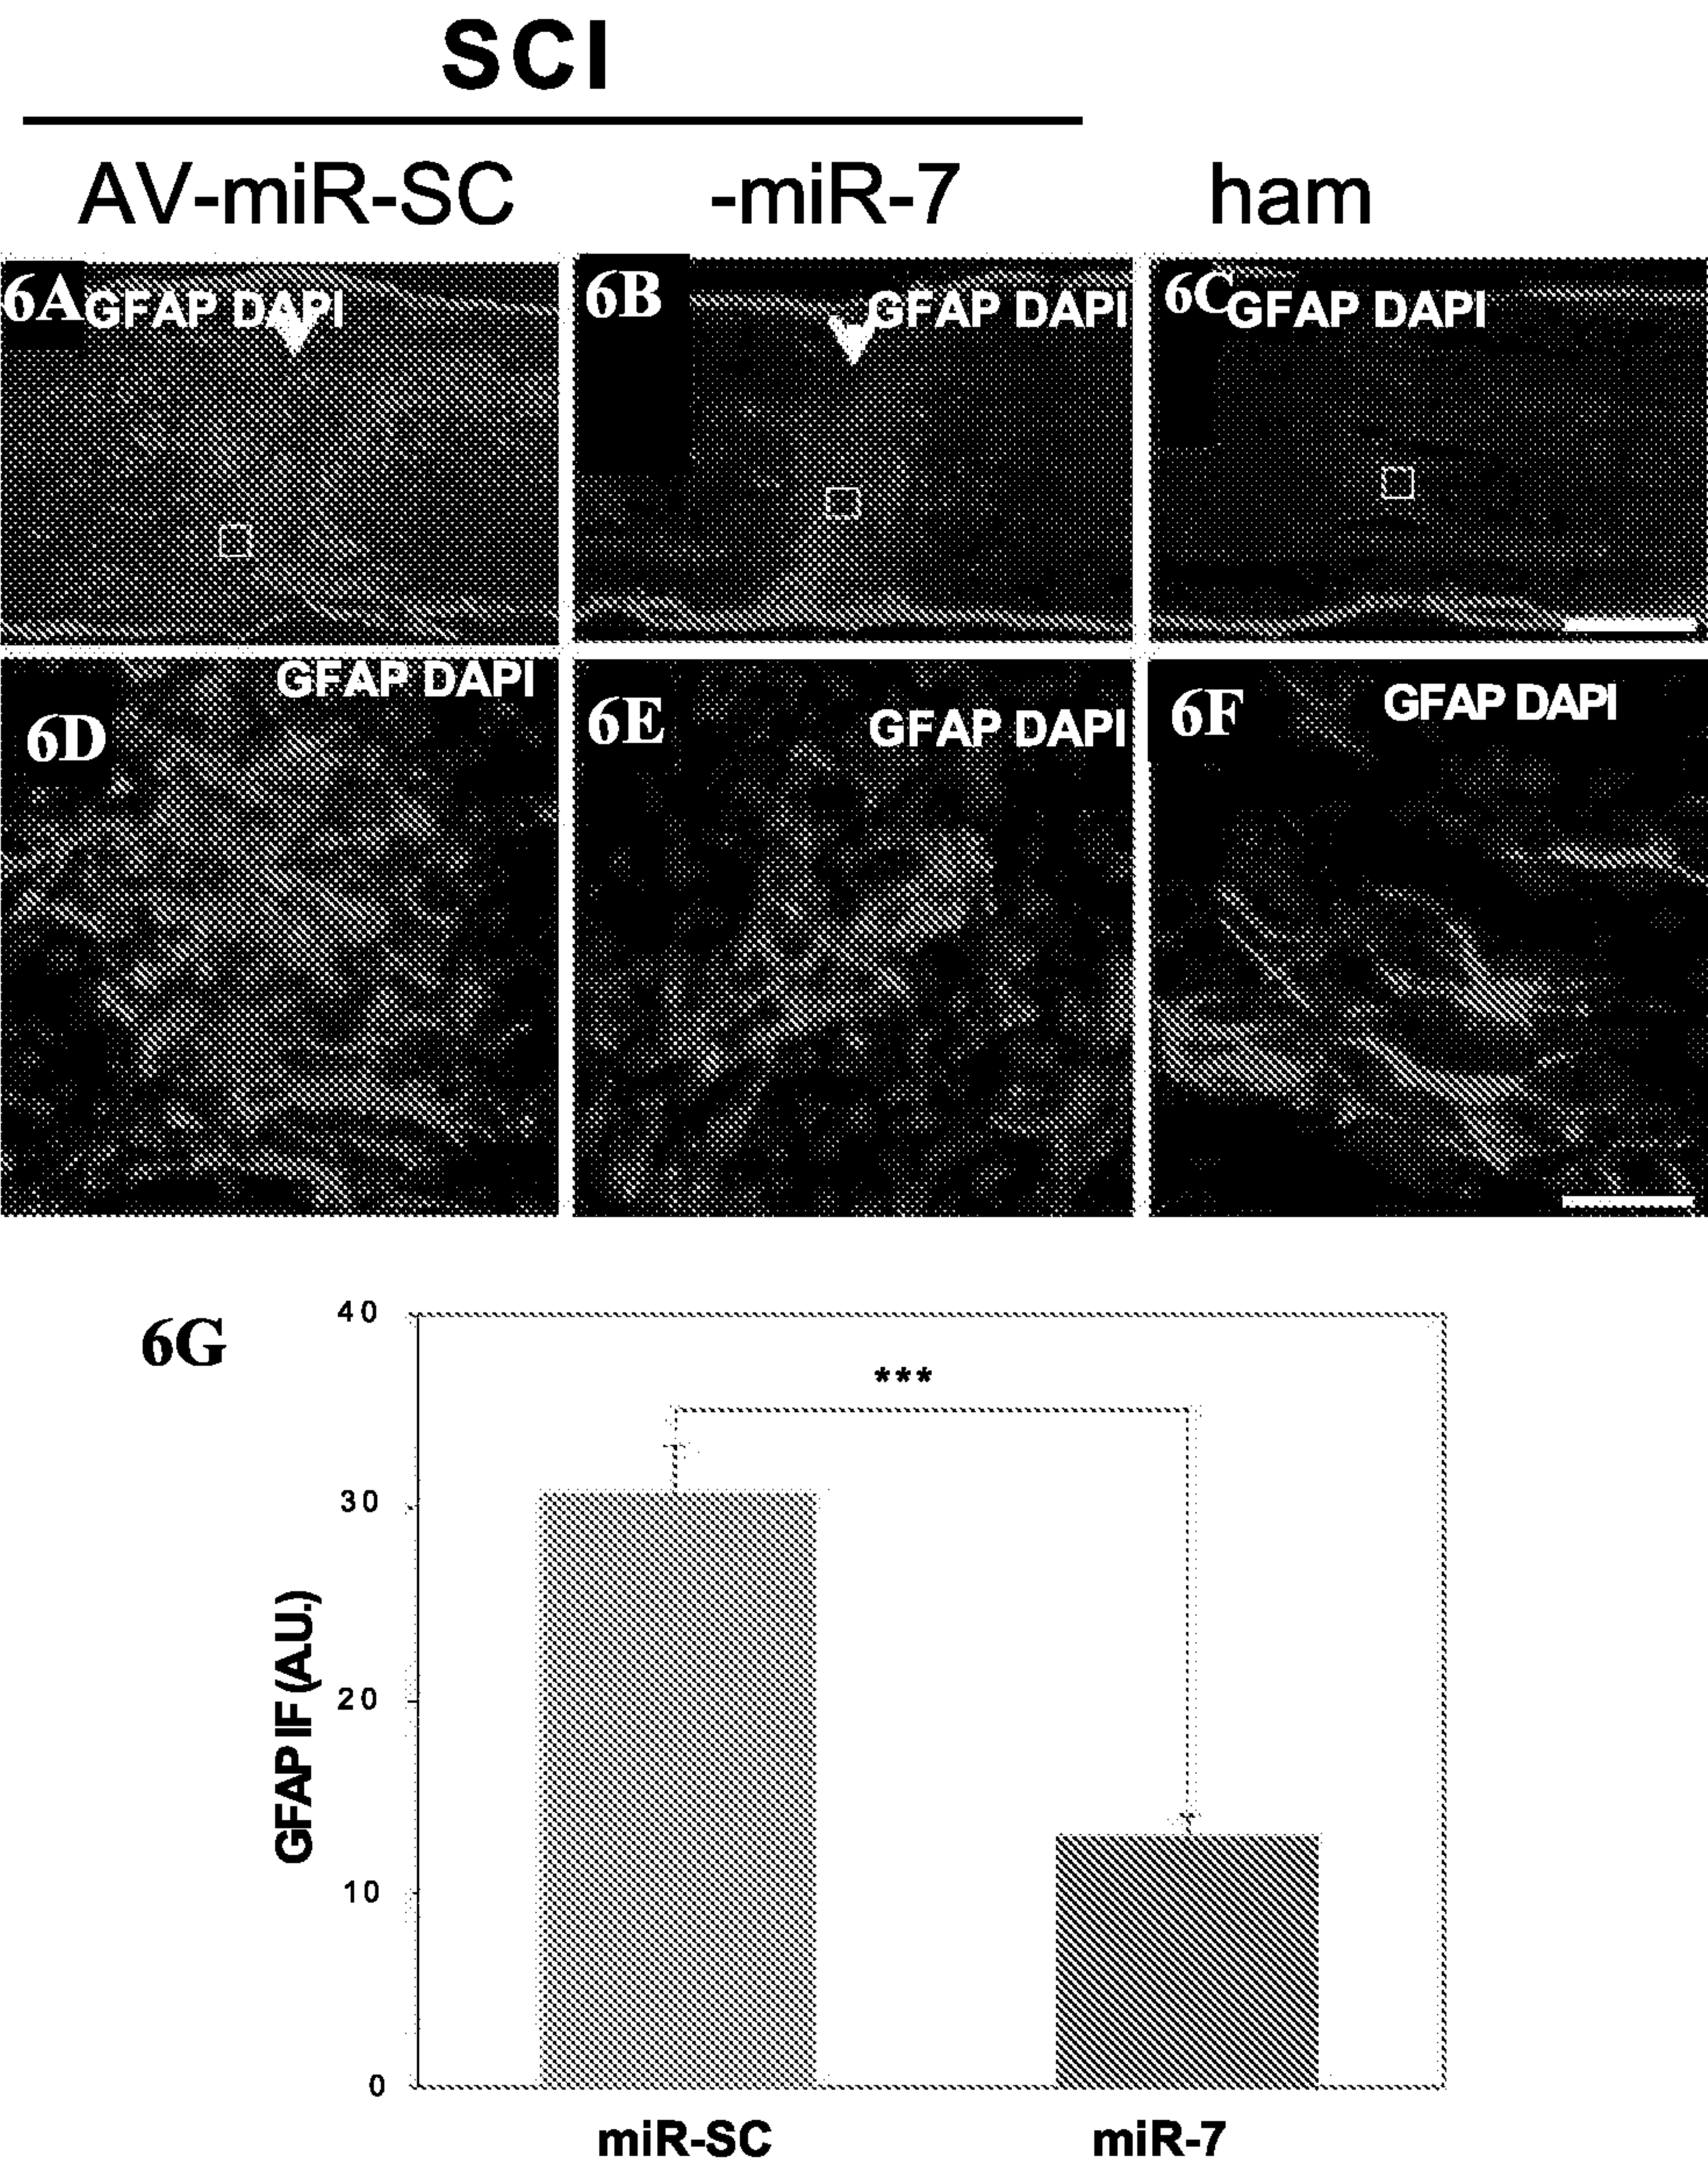 SCI
AV-miR-SC -miR-7 ham
6A GFAP DAPI 6B GFAP DAPI 6C GFAP DAPI
6D GFAP DAPI 6E GFAP DAPI 6F GFAP DAPI
6G
40
***
30
20
10
0
GFAP IF (A.U.)
miR-SC miR-7